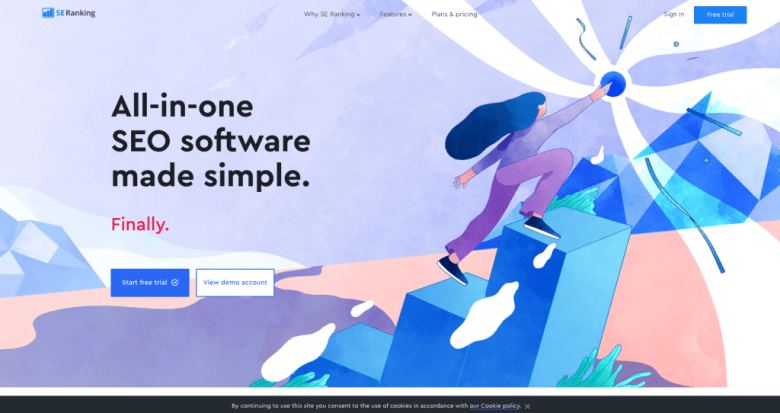 SE Ranking
Why SE Ranking
Features
Plans & pricing
Sign in
Free trial
All-in-one
SEO software
made simple.
Finally.
Start free trial
View demo account
By continuing to use this site you consent to the use of cookies in accordance with our Cookie policy.